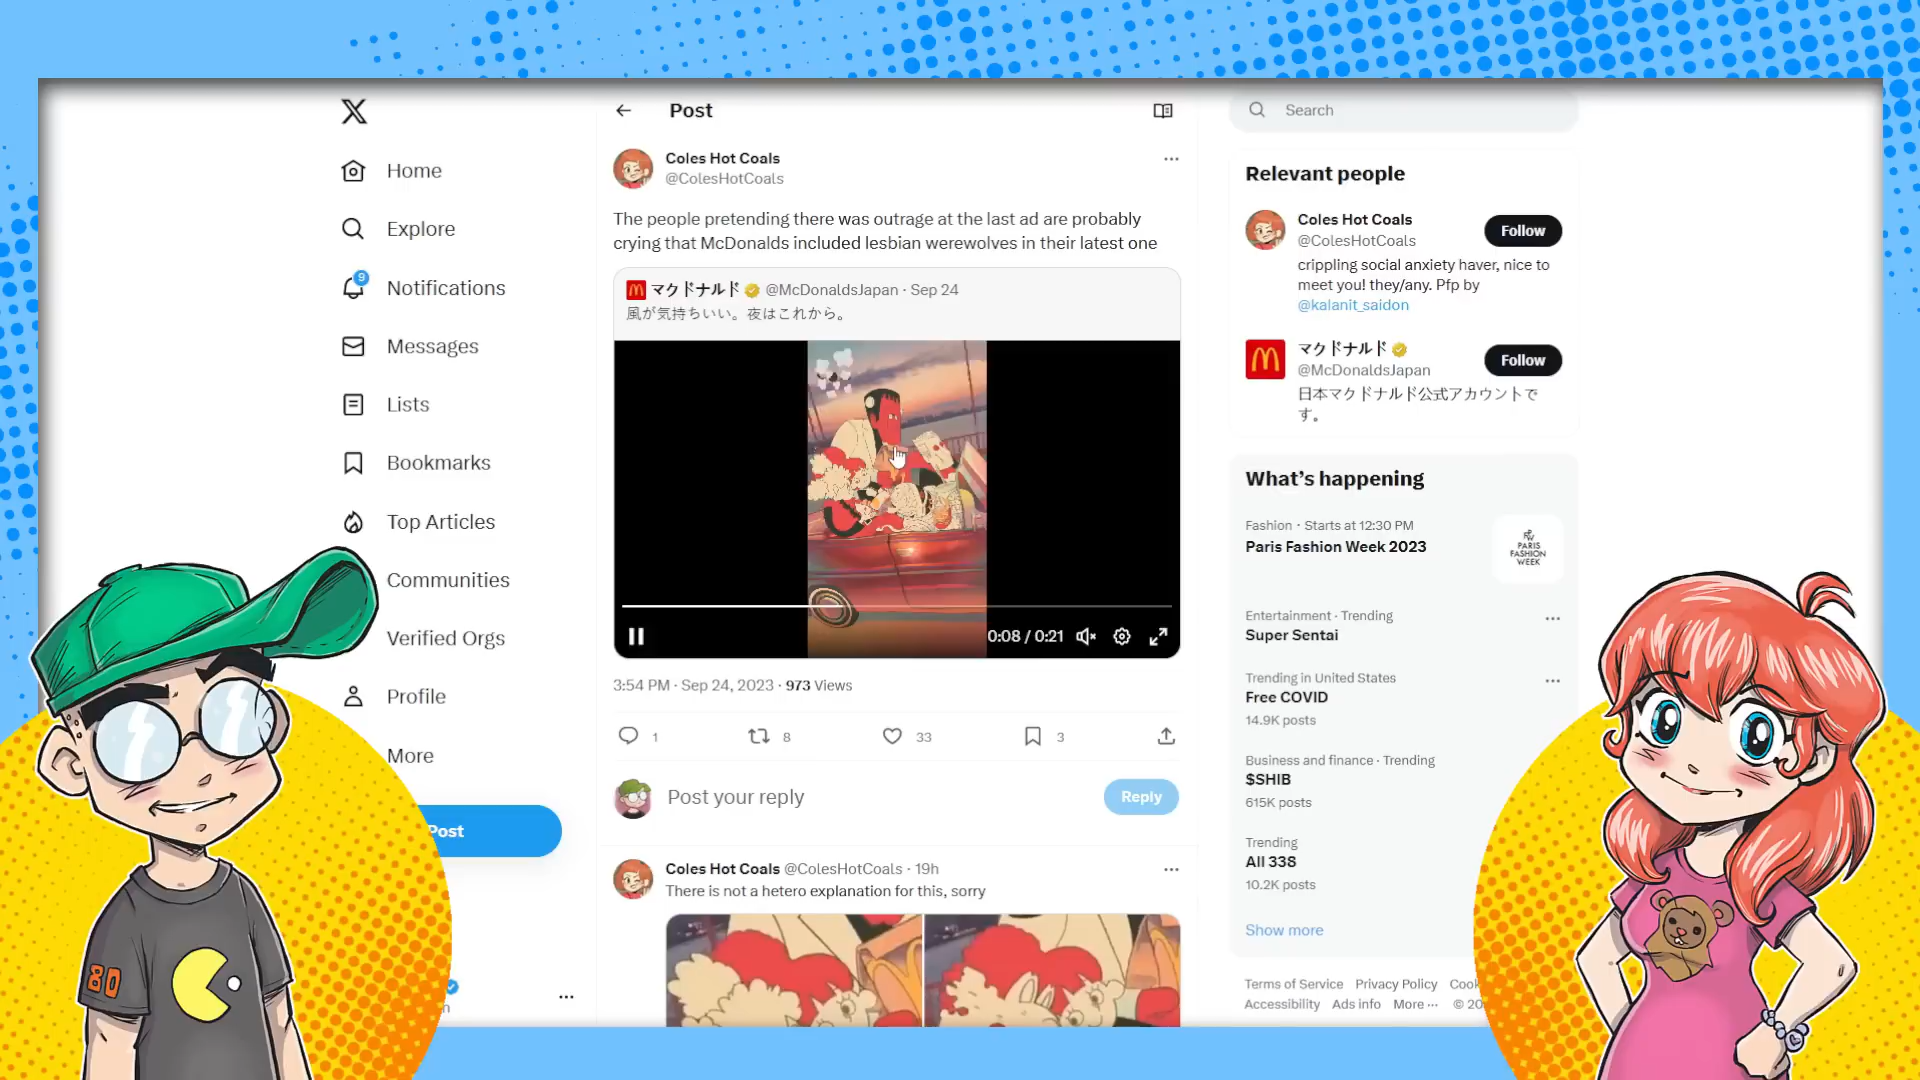 Home
Explore
9
Notifications
Messages
Lists
Bookmarks
Top Articles
Communities
Verified Orgs
Profile
More
Post
Post
Coles Hot Coals
@ColesHotCoals
The people pretending there was outrage at the last ad are probably
crying that McDonalds included lesbian werewolves in their latest one
マクドナルド @McDonaldsJapan · Sep 24
風が気持ちいい。夜はこれから。
0:08 / 0:21
3:54 PM · Sep 24, 2023 · 973 Views
1 8 33 3
Post your reply
Reply
Coles Hot Coals @ColesHotCoals · 19h
There is not a hetero explanation for this, sorry
Search
Relevant people
Coles Hot Coals
@ColesHotCoals
Follow
crippling social anxiety haver, nice to
meet you! they/any. Pfp by
@kalanit_saidon
マクドナルド
@McDonaldsJapan
Follow
日本マクドナルド公式アカウントで
す。
What's happening
Fashion · Starts at 12:30 PM
Paris Fashion Week 2023
PARIS
FASHION
WEEK
Entertainment · Trending
Super Sentai
Trending in United States
Free COVID
14.9K posts
Business and finance · Trending
$SHIB
615K posts
Trending
All 338
10.2K posts
Show more
Terms of Service Privacy Policy Cook
Accessibility Ads info More ··· © 20
80